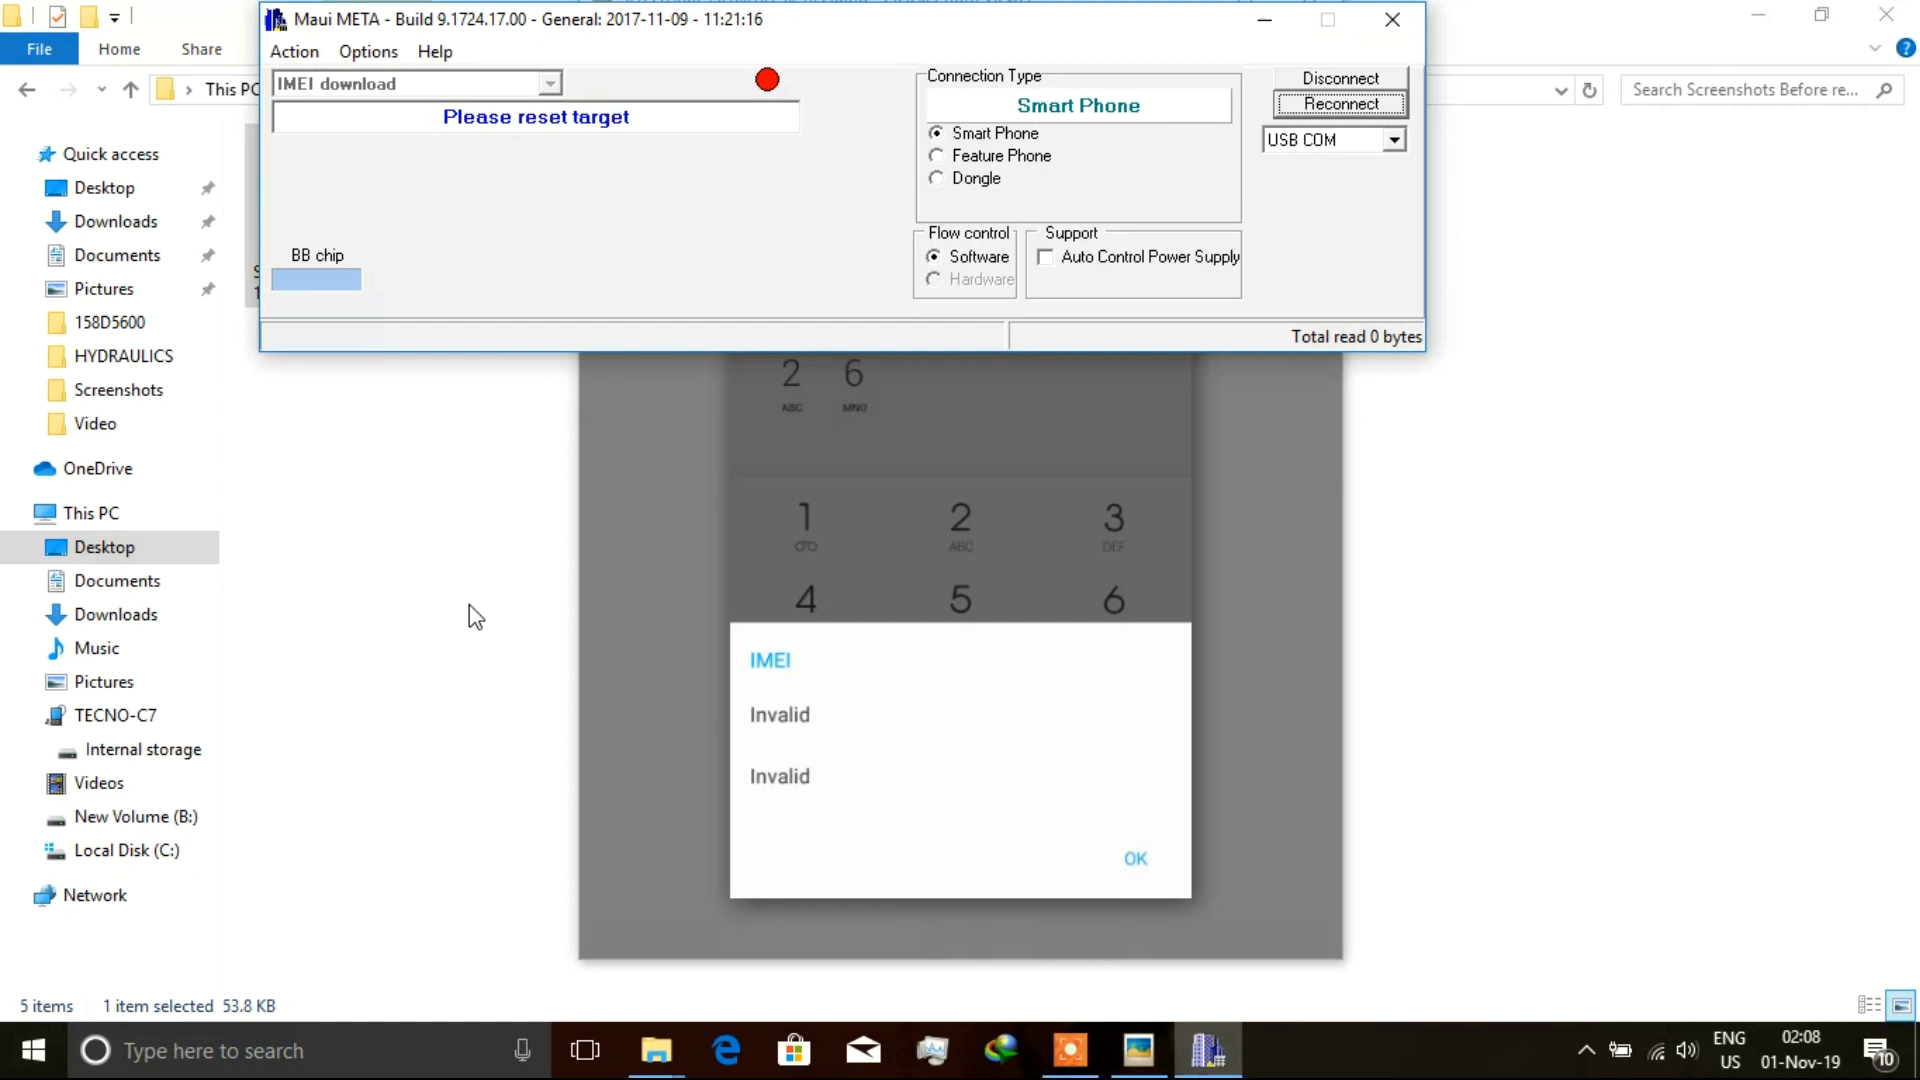 Maui META - Build 9.1724.17.00 - General: 2017-11-09 - 11:21:16
File
Home
Share
Action
Options
Help
IMEI download
Please reset target
Connection Type
Smart Phone
Smart Phone
Feature Phone
Dongle
Disconnect
Reconnect
USB COM
Flow control
Software
Hardware
Support
Auto Control Power Supply
BB chip
Total read 0 bytes
This PC
Search Screenshots Before re...
Quick access
Desktop
Downloads
Documents
Pictures
158D5600
HYDRAULICS
Screenshots
Video
OneDrive
This PC
Desktop
Documents
Downloads
Music
Pictures
TECNO-C7
Internal storage
Videos
New Volume (B:)
Local Disk (C:)
Network
2 6
ABC MNO
1 2 3
ABC DEF
4 5 6
IMEI
Invalid
Invalid
OK
5 items
1 item selected 53.8 KB
Type here to search
ENG
US
02:08
01-Nov-19
10